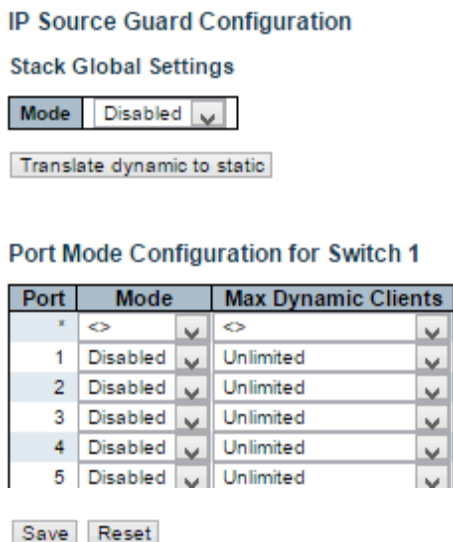 IP Source Guard Configuration
Stack Global Settings
Mode Disabled
Translate dynamic to static
Port Mode Configuration for Switch 1
Port Mode Max Dynamic Clients
* <> <>
1 Disabled Unlimited
2 Disabled Unlimited
3 Disabled Unlimited
4 Disabled Unlimited
5 Disabled Unlimited
Save Reset